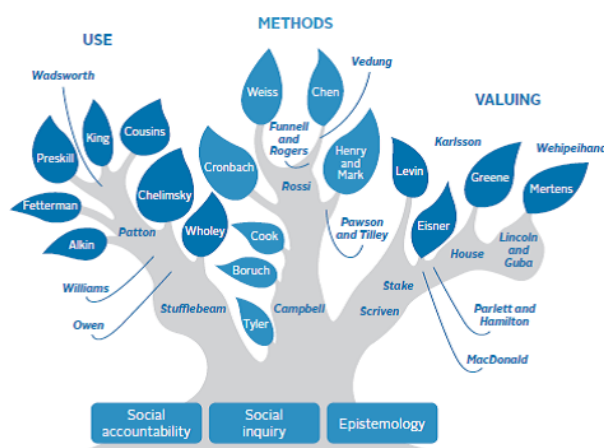 METHODS
USE
Wadsworth
Vedung
VALUING
Weiss
Chen
King
Cousins
Funnell
and
Rogers
Karlsson
Wehipeihana
Preskill
Cronbach
Henry
and
Mark
Levin
Greene
Mertens
Chelimsky
Rossi
Fetterman
Patton
Wholey
Cook
Pawson
and Tilley
Eisner
House
Lincoln
and
Guba
Alkin
Boruch
Williams
Stake
Owen
Stufflebeam
Tyler
Campbell
Scriven
Parlett and
Hamilton
MacDonald
Social
accountability
Social
inquiry
Epistemology